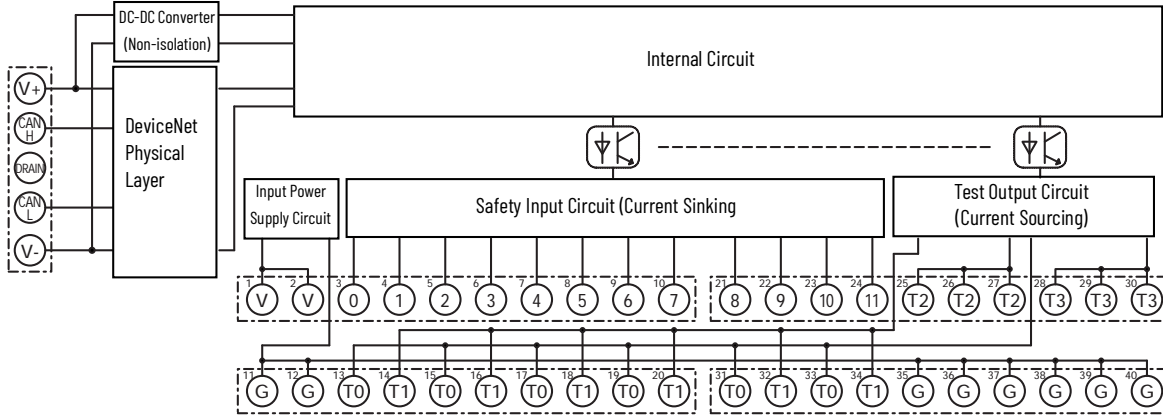 DC-DC Converter
(Non-isolation)
Internal Circuit
V+
CAN
H
DRAIN
CAN
L
V-
DeviceNet
Physical
Layer
Input Power
Supply Circuit
Safety Input Circuit (Current Sinking
Test Output Circuit
(Current Sourcing)
1 2 3 4 5 6 7 8 9 10 21 22 23 24 25 26 27 28 29 30
V V 0 1 2 3 4 5 6 7 8 9 10 11 T2 T2 T2 T3 T3 T3
11 12 13 14 15 16 17 18 19 20 31 32 33 34 35 36 37 38 39 40
G G T0 T1 T0 T1 T0 T1 T0 T1 T0 T1 T0 T1 G G G G G G